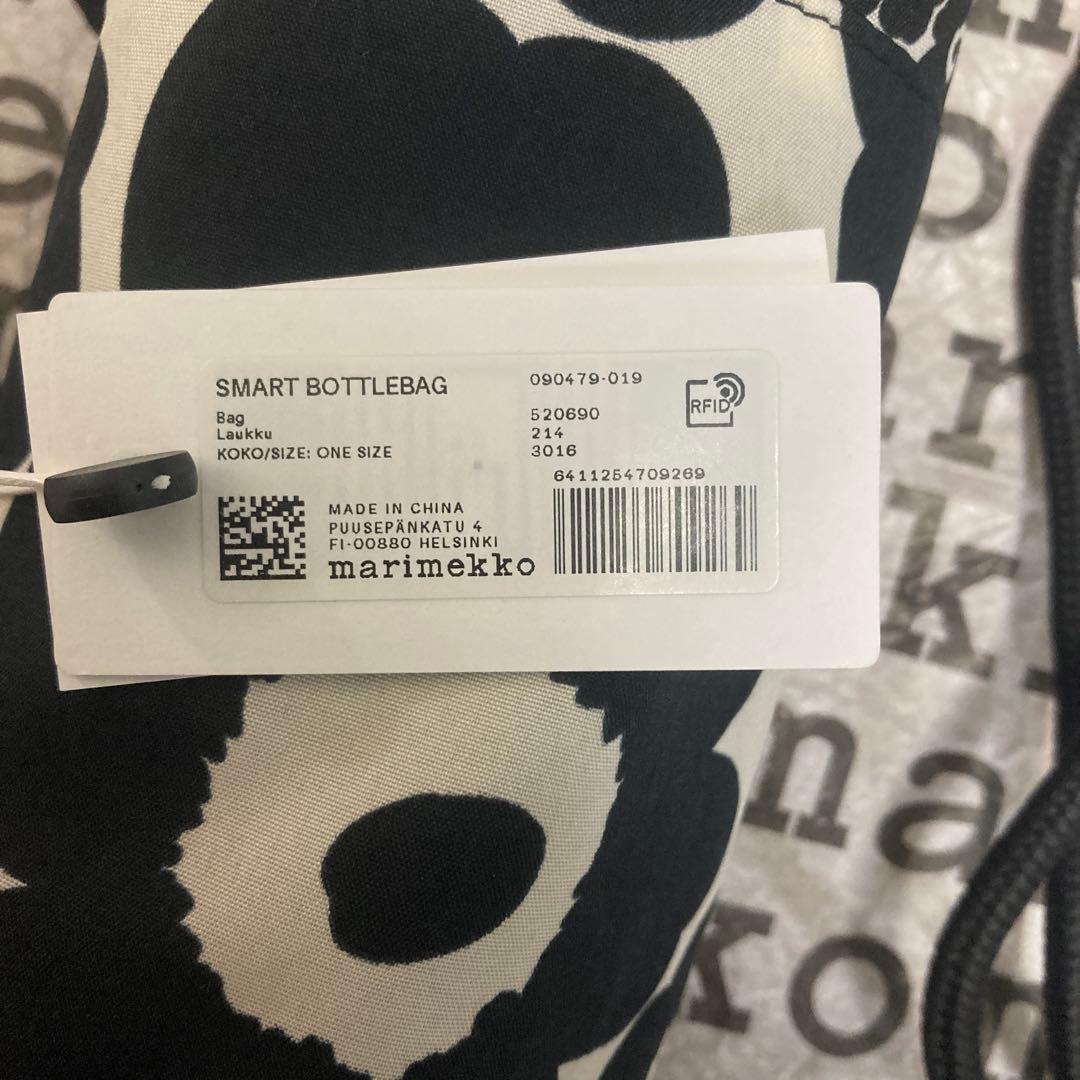 SMART BOTTLEBAG
Bag
Laukku
KOKO/SIZE: ONE SIZE
090479-019
520690
214
3016
RFID
6411254709269
MADE IN CHINA
PUUSEPÄNKATU 4
FI-00880 HELSINKI
marimekko